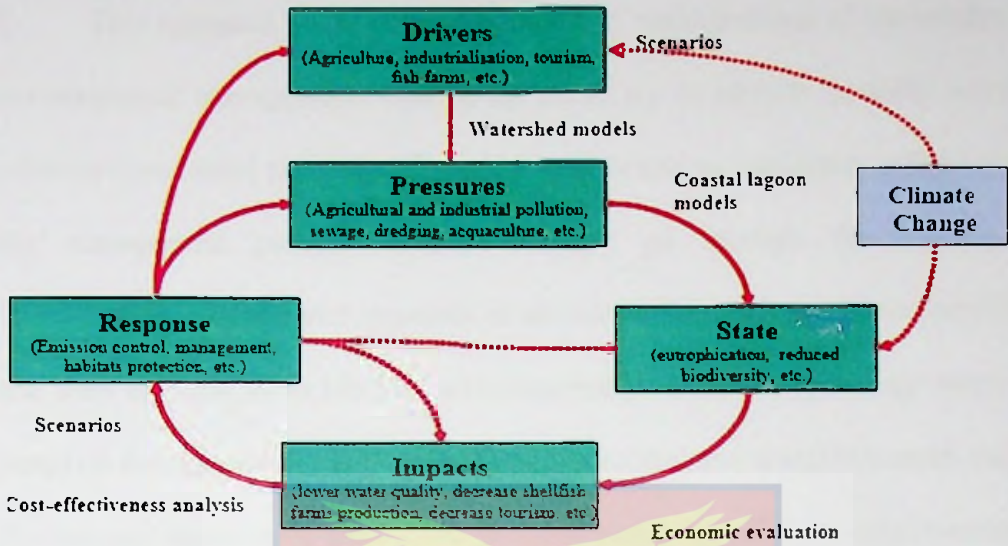 Drivers
(Agriculture, industrialisation, tourism,
fish-farms, etc.)
Scenarios
Watershed models
Pressures
(Agricultural and industrial pollution,
sewage, dredging, acquaculture, etc.)
Coastal lagoon
models
Climate
Change
Response
(Emission control, management,
habitats protection, etc.)
State
(eutrophication, reduced
biodiversity, etc.)
Scenarios
Impacts
(lower water quality, decrease shellfish
farms production, decrease tourism, etc.)
Cost-effectiveness analysis
Economic evaluation